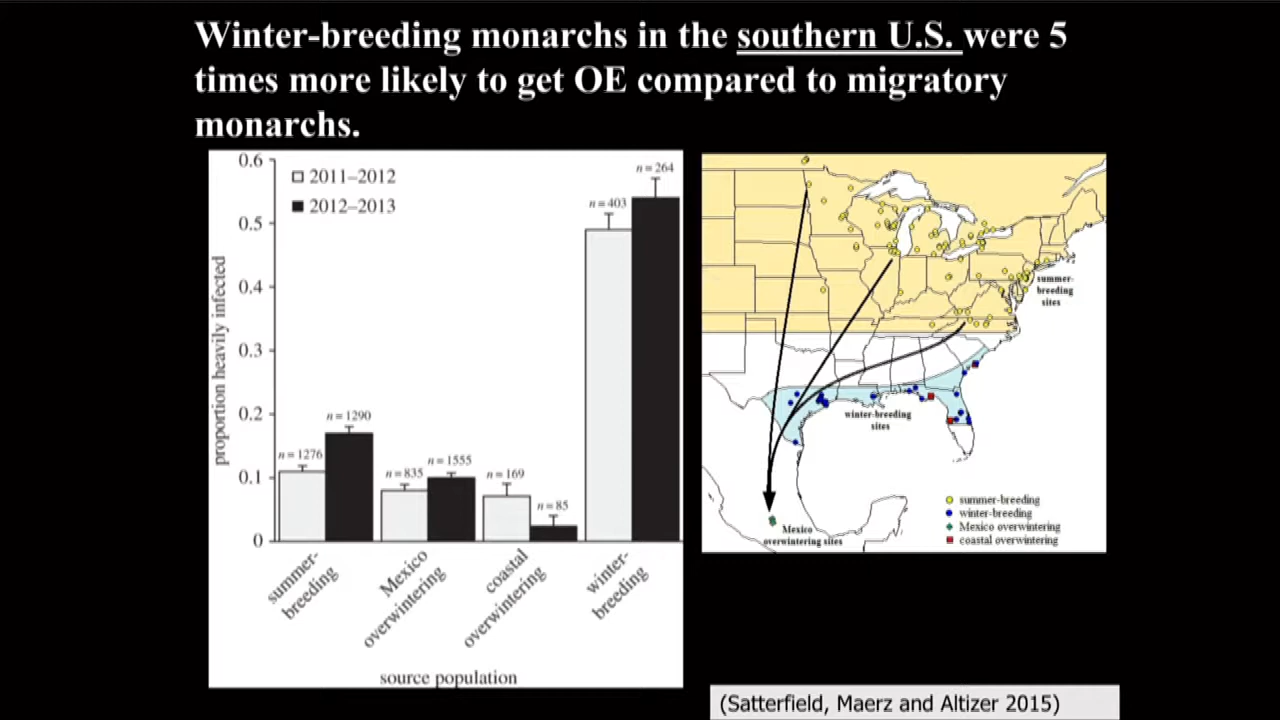 Winter-breeding monarchs in the southern U.S. were 5
times more likely to get OE compared to migratory
monarchs.
0.6
0.5
0.4
0.3
0.2
0.1
0
proportion heavily infected
2011–2012
2012–2013
n = 1276
n = 1290
n = 835
n = 1555
n = 169
n = 85
n = 403
n = 264
summer-
breeding
Mexico
overwintering
coastal
overwintering
winter-
breeding
source population
summer-
breeding
sites
winter-breeding
sites
Mexico
overwintering sites
summer-breeding
winter-breeding
Mexico overwintering
coastal overwintering
(Satterfield, Maerz and Altizer 2015)